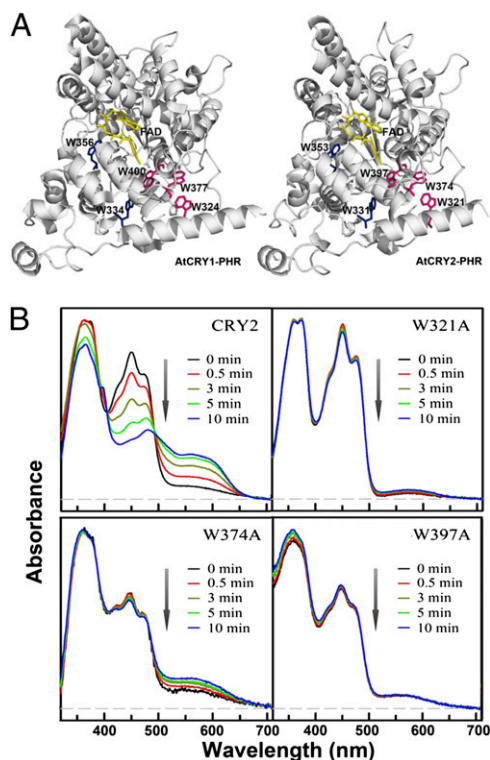 A
FAD
W356
W400
W377
W334
W324
AtCRY1-PHR
FAD
W353
W397
W374
W331
W321
AtCRY2-PHR
B
CRY2
0 min
0.5 min
3 min
5 min
10 min
W321A
0 min
0.5 min
3 min
5 min
10 min
W374A
0 min
0.5 min
3 min
5 min
10 min
W397A
0 min
0.5 min
3 min
5 min
10 min
Absorbance
400 500 600 700 400 500 600 700
Wavelength (nm)